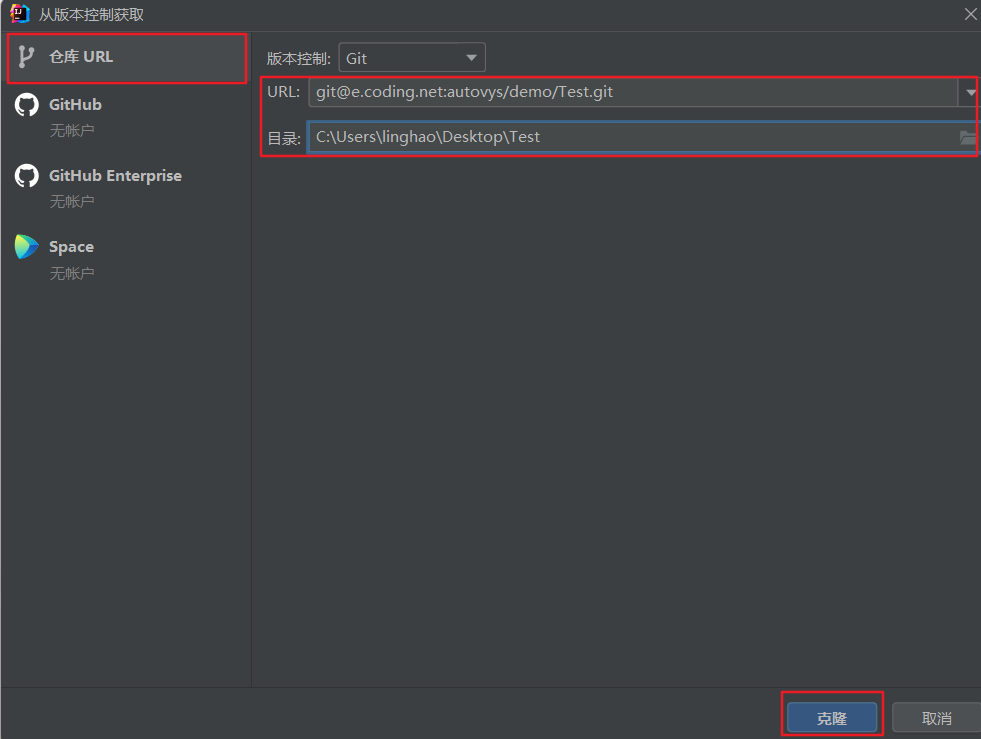 从版本控制获取
仓库 URL
GitHub
无帐户
GitHub Enterprise
无帐户
Space
无帐户
版本控制: Git
URL: git@e.coding.net:autovys/demo/Test.git
目录: C:\Users\linghao\Desktop\Test
克隆
取消